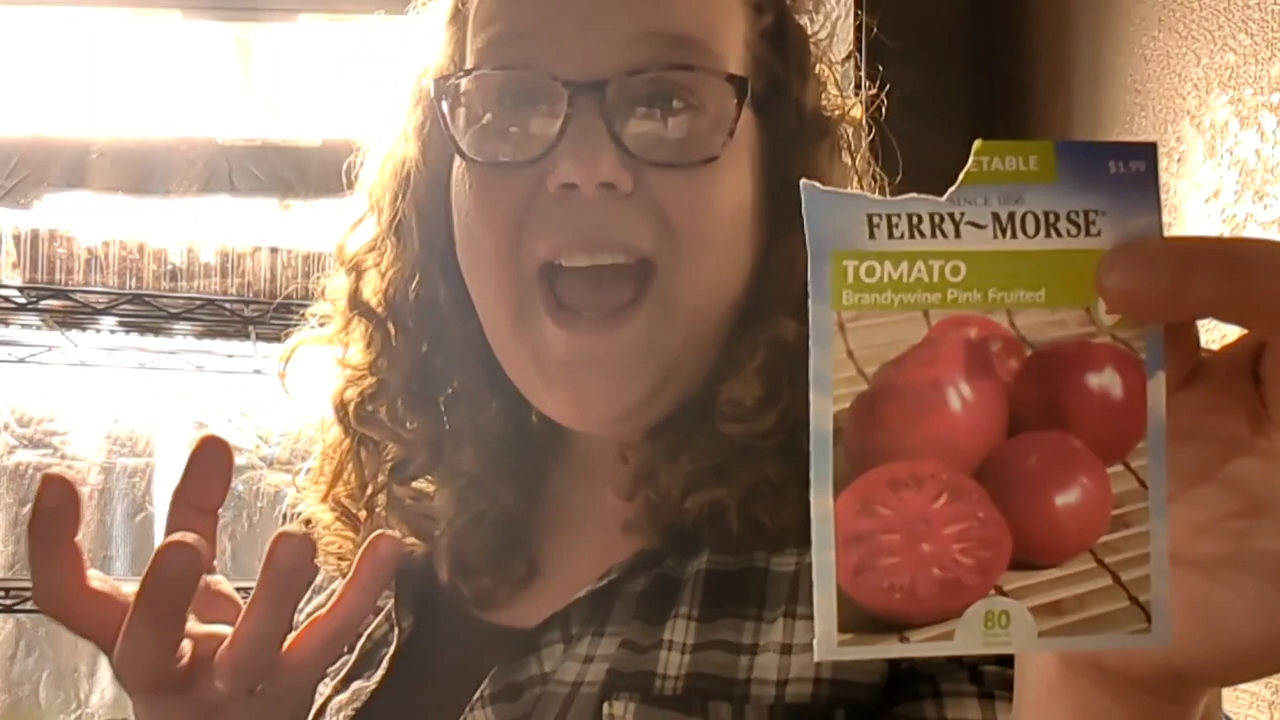 ETABLE
$1.99
SINCE 1856
FERRY~MORSE®
TOMATO
Brandywine Pink Fruited
80